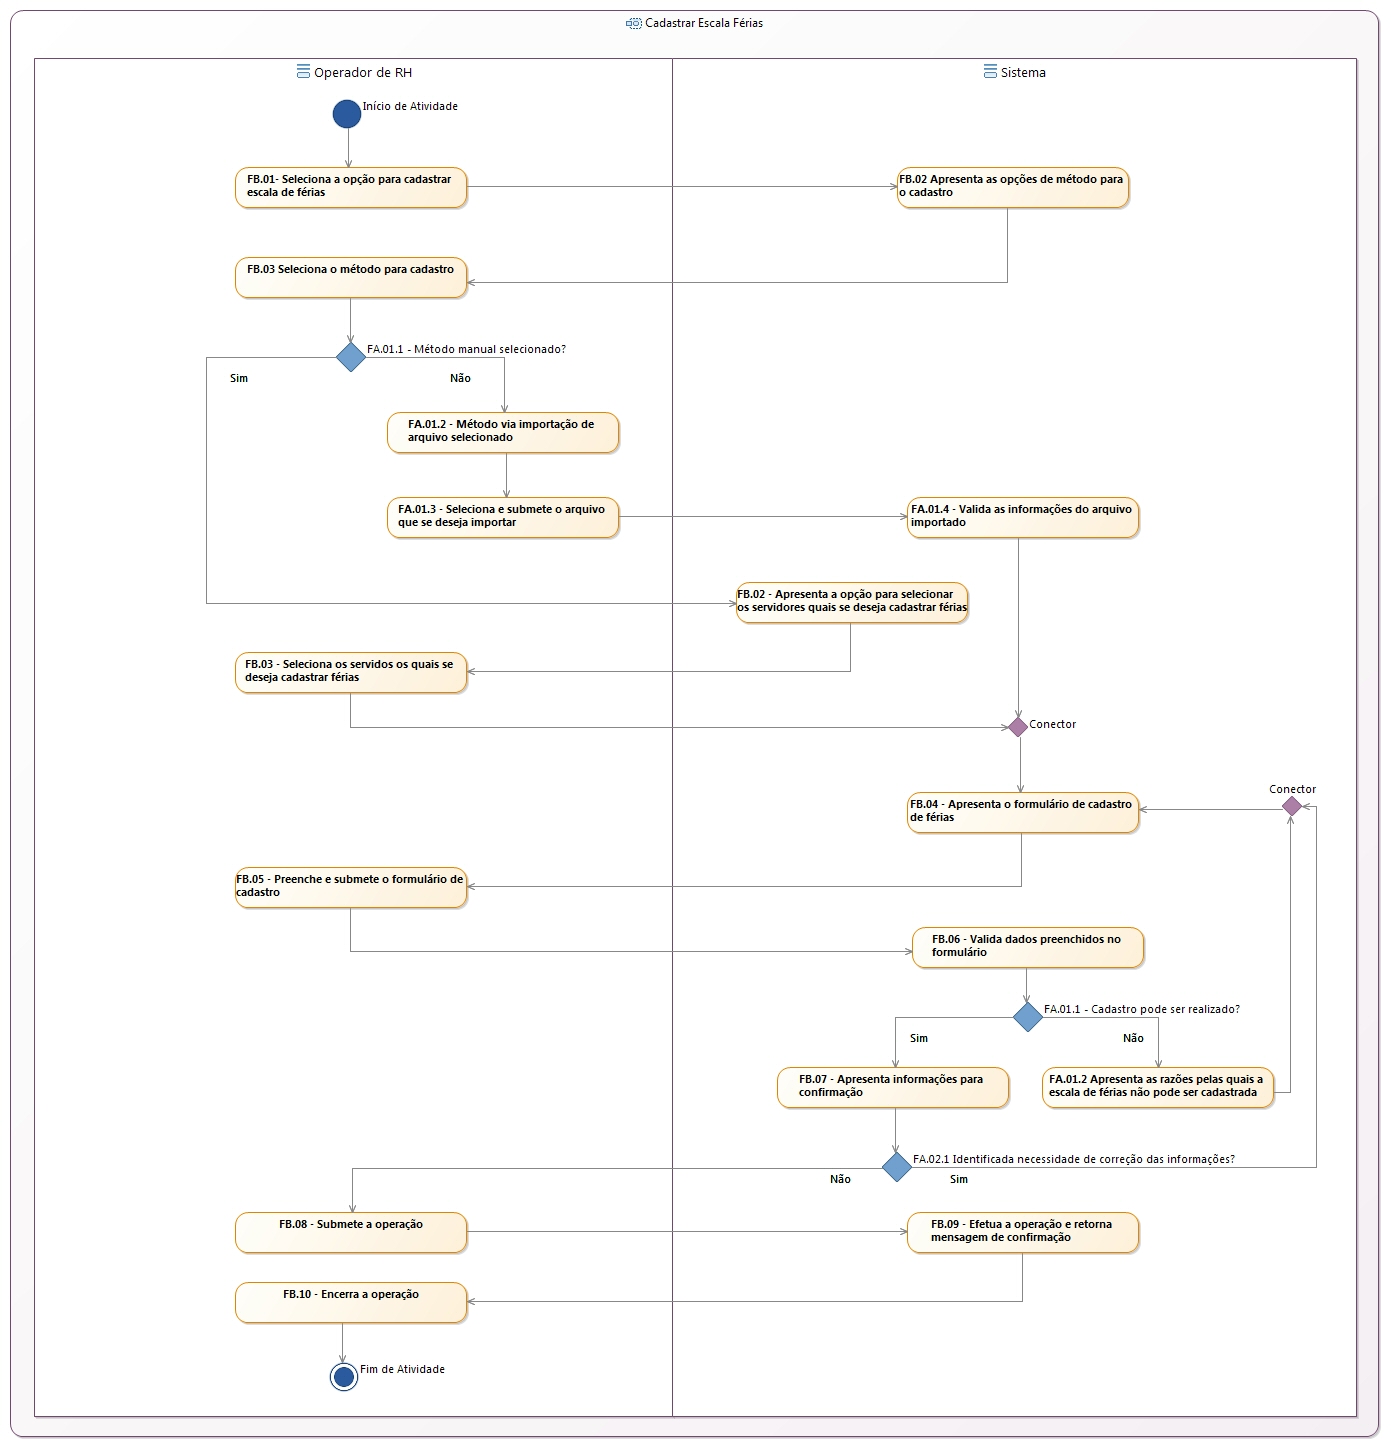 Cadastrar Escala Férias
Operador de RH
Sistema
Início de Atividade
FB.01- Seleciona a opção para cadastrar
escala de férias
FB.02 Apresenta as opções de método para
o cadastro
FB.03 Seleciona o método para cadastro
FA.01.1 - Método manual selecionado?
Sim
Não
FA.01.2 - Método via importação de
arquivo selecionado
FA.01.3 - Seleciona e submete o arquivo
que se deseja importar
FA.01.4 - Valida as informações do arquivo
importado
FB.02 - Apresenta a opção para selecionar
os servidores quais se deseja cadastrar férias
FB.03 - Seleciona os servidos os quais se
deseja cadastrar férias
Conector
Conector
FB.04 - Apresenta o formulário de cadastro
de férias
FB.05 - Preenche e submete o formulário de
cadastro
FB.06 - Valida dados preenchidos no
formulário
FA.01.1 - Cadastro pode ser realizado?
Sim
Não
FB.07 - Apresenta informações para
confirmação
FA.01.2 Apresenta as razões pelas quais a
escala de férias não pode ser cadastrada
FA.02.1 Identificada necessidade de correção das informações?
Não
Sim
FB.08 - Submete a operação
FB.09 - Efetua a operação e retorna
mensagem de confirmação
FB.10 - Encerra a operação
Fim de Atividade